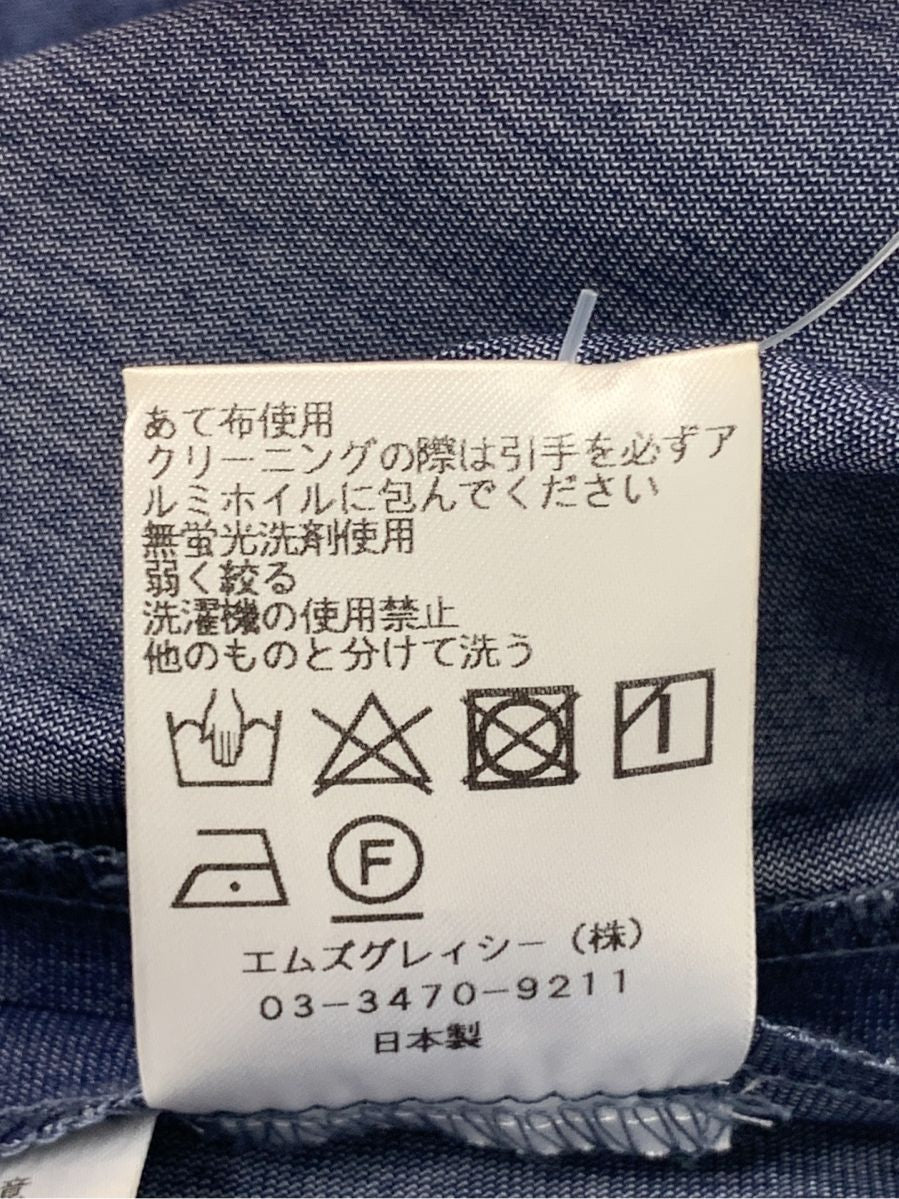 あて布使用
クリーニングの際は引手を必ずア
ルミホイルに包んでください
無蛍光洗剤使用
弱く絞る
洗濯機の使用禁止
他のものと分けて洗う
F
エムズグレイシー(株)
03-3470-9211
日本製
意